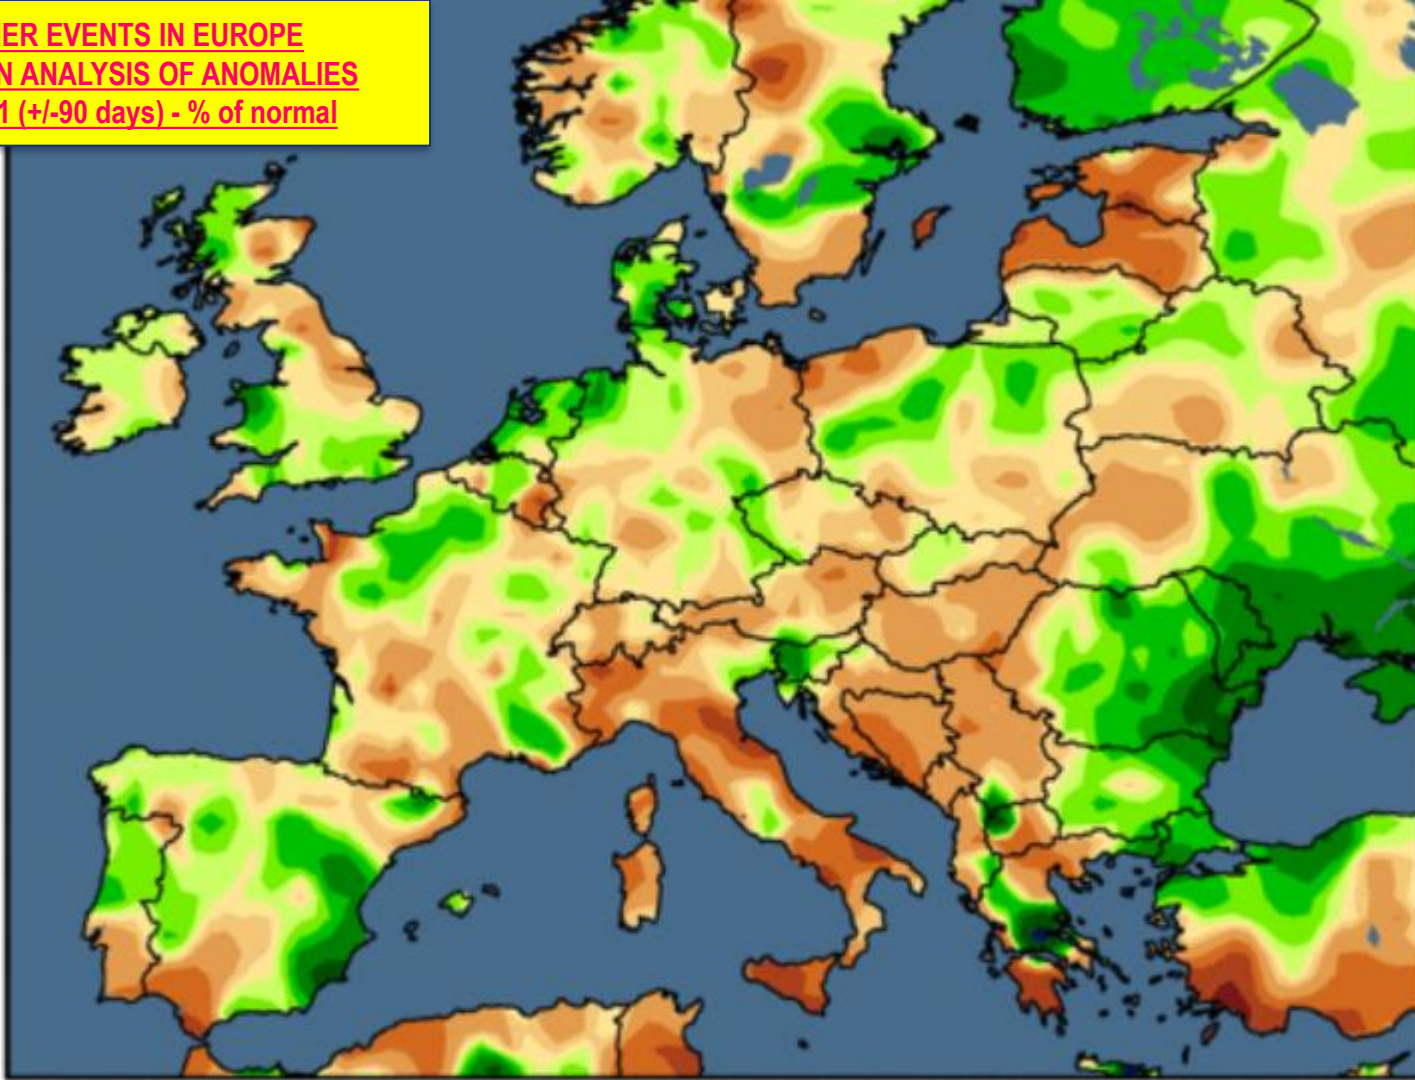 ER EVENTS IN EUROPE
N ANALYSIS OF ANOMALIES
1 (+/-90 days) - % of normal